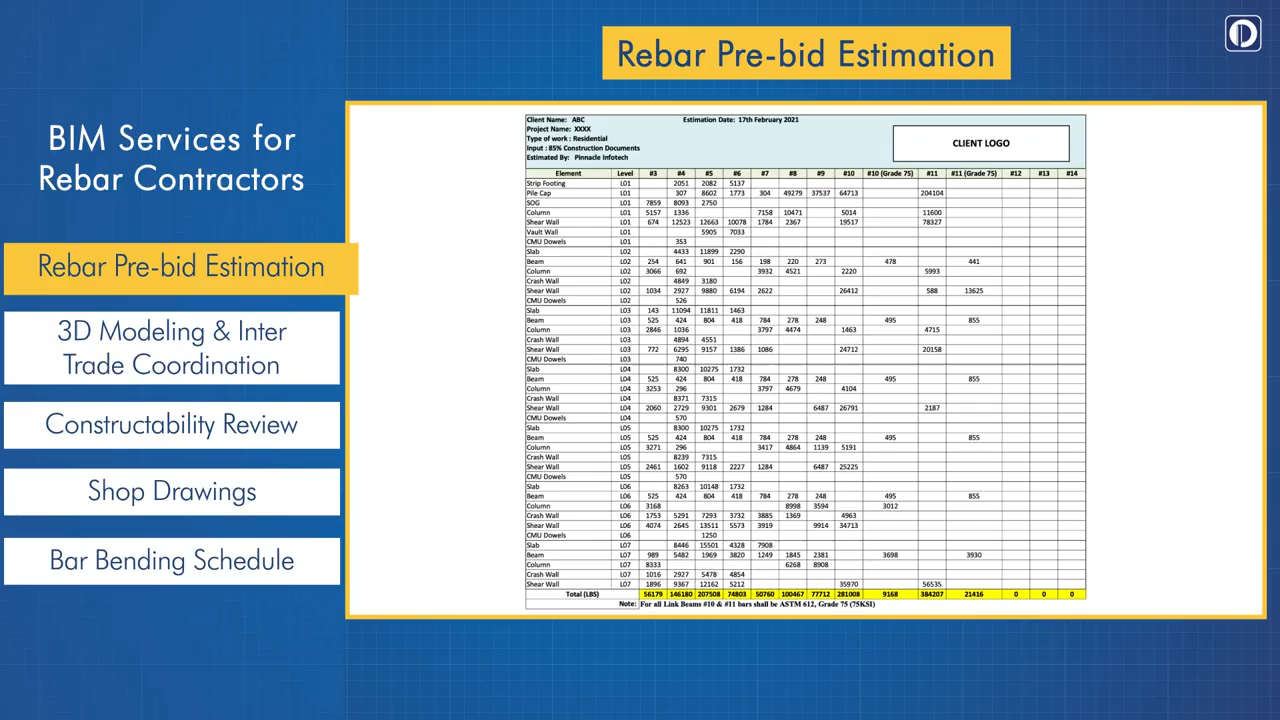 Rebar Pre-bid Estimation
BIM Services for
Rebar Contractors
Rebar Pre-bid Estimation
3D Modeling & Inter
Trade Coordination
Constructability Review
Shop Drawings
Bar Bending Schedule
Client Name: ABC Estimation Date: 17th February 2021
Project Name: XXXX
Type of work : Residential
Input : 85% Construction Documents
Estimated By: Pinnacle Infotech
CLIENT LOGO
Element Level #3 #4 #5 #6 #7 #8 #9 #10 #10 (Grade 75) #11 #11 (Grade 75) #12 #13 #14
Strip Footing L01 2051 2082 5137
Pile Cap L01 307 8602 1773 304 49279 37537 64713 204104
SOG L01 7859 8093 2750
Column L01 5157 1336 7158 10471 5014 11600
Shear Wall L01 674 12523 12663 10078 1784 2367 19517 78327
Vault Wall L01 5905 7033
CMU Dowels L01 353
Slab L02 4433 11899 2290
Beam L02 254 641 901 156 198 220 273 478 441
Column L02 3066 692 3932 4521 2220 5993
Crash Wall L02 4849 3180
Shear Wall L02 1034 2927 9880 6194 2622 26412 588 13625
CMU Dowels L02 526
Slab L03 143 11094 11811 1463
Beam L03 525 424 804 418 784 278 248 495 855
Column L03 2846 1036 3797 4474 1463 4715
Crash Wall L03 4894 4551
Shear Wall L03 772 6295 9157 1386 1086 24712 20158
CMU Dowels L03 740
Slab L04 8300 10275 1732
Beam L04 525 424 804 418 784 278 248 495 855
Column L04 3253 296 3797 4679 4104
Crash Wall L04 8371 7315
Shear Wall L04 2060 2729 9301 2679 1284 6487 26791 2187
CMU Dowels L04 570
Slab L05 8300 10275 1732
Beam L05 525 424 804 418 784 278 248 495 855
Column L05 3271 296 3417 4864 1139 5191
Crash Wall L05 8239 7315
Shear Wall L05 2461 1602 9118 2227 1284 6487 25225
CMU Dowels L05 570
Slab L06 8263 10148 1732
Beam L06 525 424 804 418 784 278 248 495 855
Column L06 3168 8998 3594 3012
Crash Wall L06 1753 5291 7293 3732 3885 1369 4963
Shear Wall L06 4074 2645 13511 5573 3919 9914 34713
CMU Dowels L06 1250
Slab L07 8446 15501 4328 7908
Beam L07 989 5482 1969 3820 1249 1845 2381 3698 3930
Column L07 8333 6268 8908
Crash Wall L07 1016 2927 5478 4854
Shear Wall L07 1896 9367 12162 5212 35970 56535
Total (LBS) 56179 146180 207508 74803 50760 100467 77712 281008 9168 384207 21416 0 0 0
Note: For all Link Beams #10 & #11 bars shall be ASTM 612, Grade 75 (75KSI)